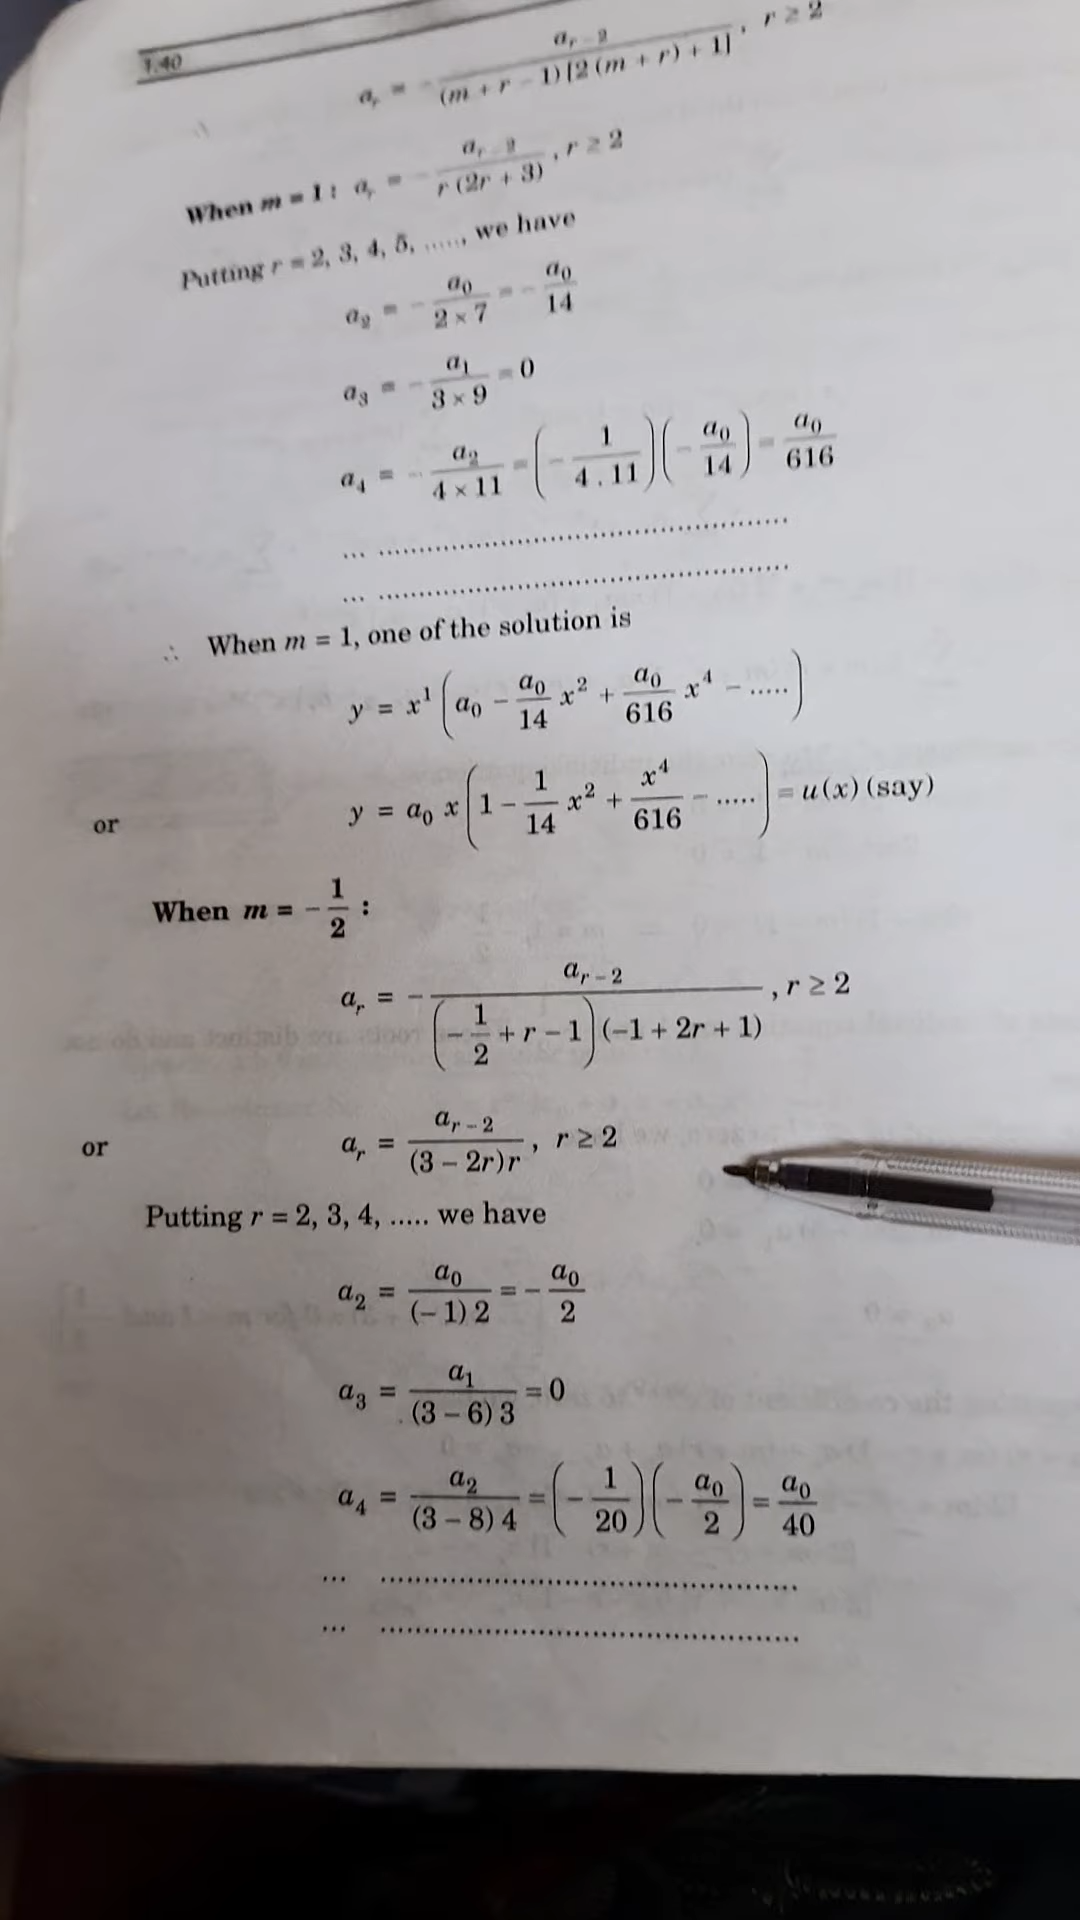 1.40
∴ a_r = − a_{r−2} / (m + r − 1) [2 (m + r) + 1] , r ≥ 2
When m = 1 : a_r = − a_{r−2} / r (2r + 3) , r ≥ 2
Putting r = 2, 3, 4, 5, ....., we have
a_2 = − a_0 / 2 × 7 = − a_0 / 14
a_3 = − a_1 / 3 × 9 = 0
a_4 = − a_2 / 4 × 11 = ( − 1 / 4 . 11 ) ( − a_0 / 14 ) = a_0 / 616
... ..............................................
... ..............................................
∴ When m = 1, one of the solution is
y = x^1 ( a_0 − a_0 / 14 x^2 + a_0 / 616 x^4 − ..... )
or y = a_0 x ( 1 − 1 / 14 x^2 + x^4 / 616 − ..... ) = u (x) (say)
When m = − 1 / 2 :
a_r = − a_{r−2} / ( − 1 / 2 + r − 1 ) (−1 + 2r + 1) , r ≥ 2
or a_r = a_{r−2} / (3 − 2r) r , r ≥ 2
Putting r = 2, 3, 4, ..... we have
a_2 = a_0 / (− 1) 2 = − a_0 / 2
a_3 = a_1 / (3 − 6) 3 = 0
a_4 = a_2 / (3 − 8) 4 = ( − 1 / 20 ) ( − a_0 / 2 ) = a_0 / 40
... ..............................................
... ..............................................